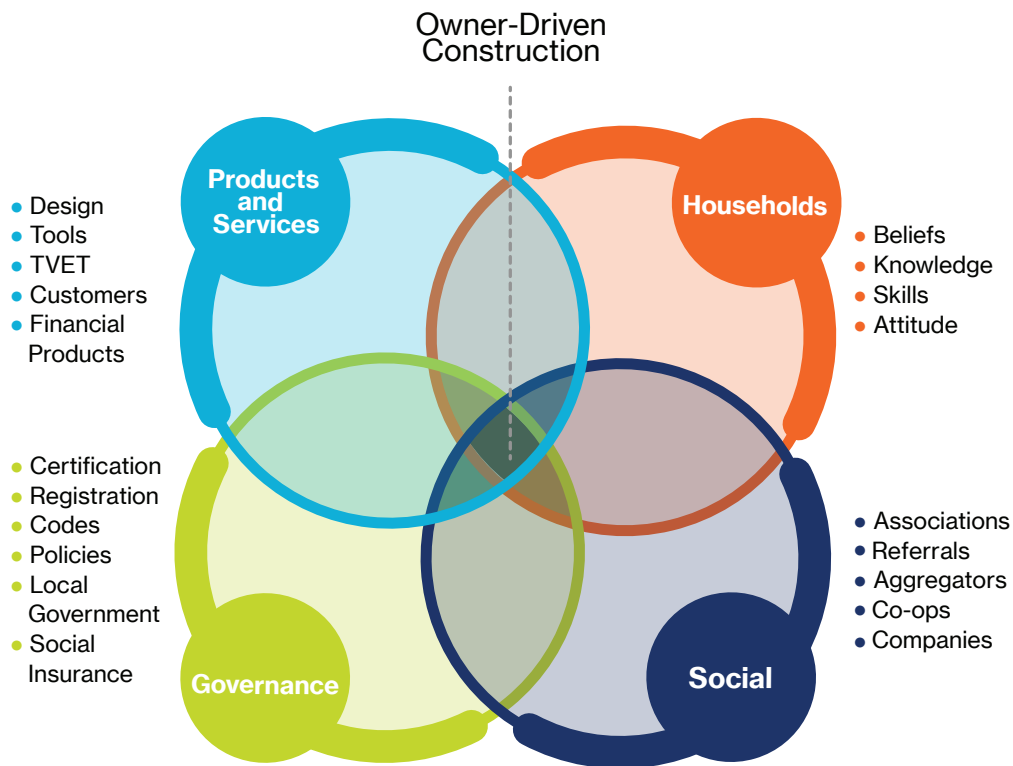 Owner-Driven
Construction
Products
and
Services
Households
• Design
• Tools
• TVET
• Customers
• Financial
Products
• Beliefs
• Knowledge
• Skills
• Attitude
• Certification
• Registration
• Codes
• Policies
• Local
Government
• Social
Insurance
• Associations
• Referrals
• Aggregators
• Co-ops
• Companies
Governance
Social